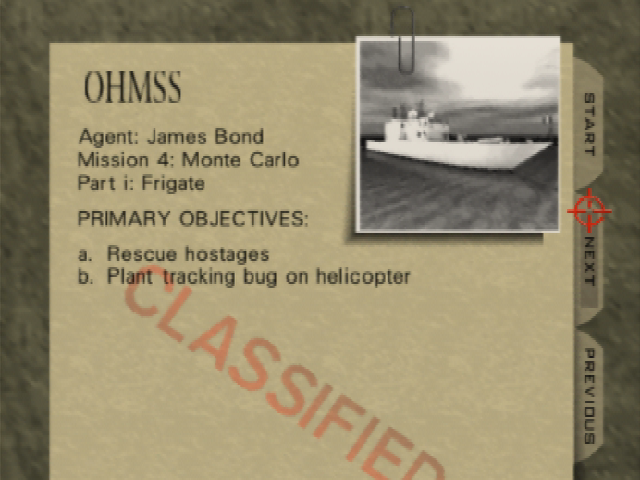 OHMSS
Agent: James Bond
Mission 4: Monte Carlo
Part i: Frigate
PRIMARY OBJECTIVES:
a. Rescue hostages
b. Plant tracking bug on helicopter
CLASSIFIED
START
NEXT
PREVIOUS